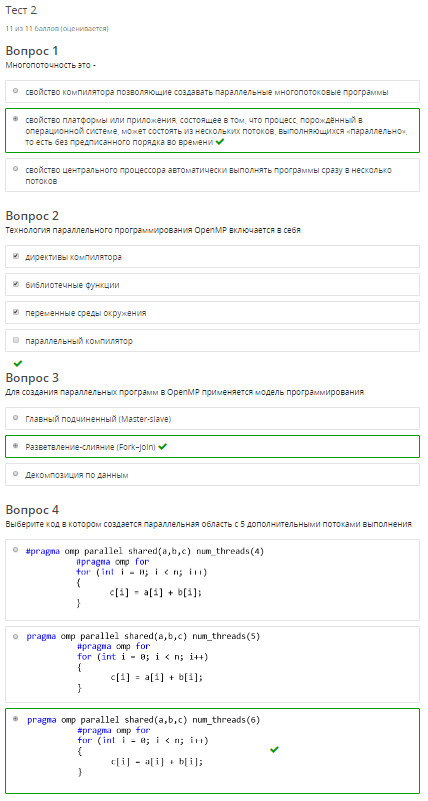 Тест 2
11 из 11 баллов (оценивается)
Вопрос 1
Многопоточность это -
свойство компилятора позволяющие создавать параллельные многопотоковые программы
свойство платформы или приложения, состоящее в том, что процесс, порождённый в
операционной системе, может состоять из нескольких потоков, выполняющихся «параллельно»,
то есть без предписанного порядка во времени
свойство центрального процессора автоматически выполнять программы сразу в несколько
потоков
Вопрос 2
Технология параллельного программирования OpenMP включается в себя
директивы компилятора
библиотечные функции
переменные среды окружения
параллельный компилятор
Вопрос 3
Для создания параллельных программ в OpenMP применяется модель программирования
Главный подчиненный (Master-slave)
Разветвление-слияние (Fork–Join)
Декомпозиция по данным
Вопрос 4
Выберите код в котором создается параллельная область с 5 дополнительными потоками выполнения
#pragma omp parallel shared(a,b,c) num_threads(4)
#pragma omp for
for (int i = 0; i < n; i++)
{
c[i] = a[i] + b[i];
}
pragma omp parallel shared(a,b,c) num_threads(5)
#pragma omp for
for (int i = 0; i < n; i++)
{
c[i] = a[i] + b[i];
}
pragma omp parallel shared(a,b,c) num_threads(6)
#pragma omp for
for (int i = 0; i < n; i++)
{
c[i] = a[i] + b[i];
}